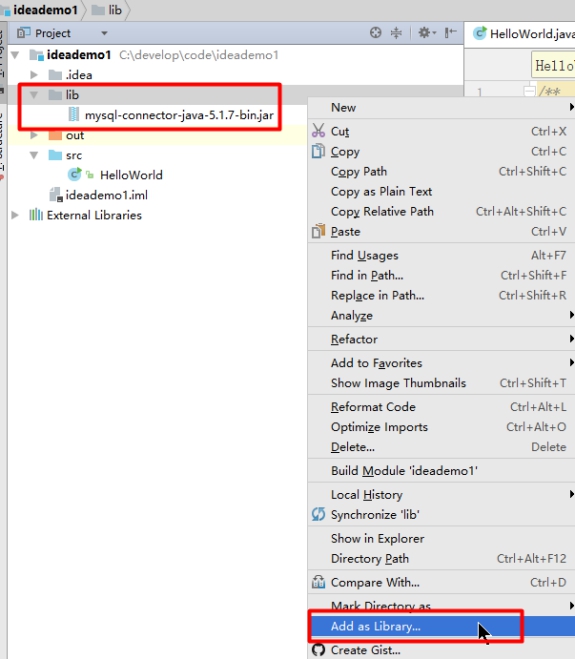 ideademo1 lib
Project
HelloWorld.java
ideademo1 C:\develop\code\ideademo1
.idea
lib
mysql-connector-java-5.1.7-bin.jar
out
src
HelloWorld
ideademo1.iml
External Libraries
1 /**
New
Cut Ctrl+X
Copy Ctrl+C
Copy Path Ctrl+Shift+C
Copy as Plain Text
Copy Relative Path Ctrl+Alt+Shift+C
Paste Ctrl+V
Find Usages Alt+F7
Find in Path... Ctrl+Shift+F
Replace in Path... Ctrl+Shift+R
Analyze
Refactor
Add to Favorites
Show Image Thumbnails Ctrl+Shift+T
Reformat Code Ctrl+Alt+L
Optimize Imports Ctrl+Alt+O
Delete... Delete
Build Module 'ideademo1'
Local History
Synchronize 'lib'
Show in Explorer
Directory Path Ctrl+Alt+F12
Compare With... Ctrl+D
Mark Directory as
Add as Library...
Create Gist...